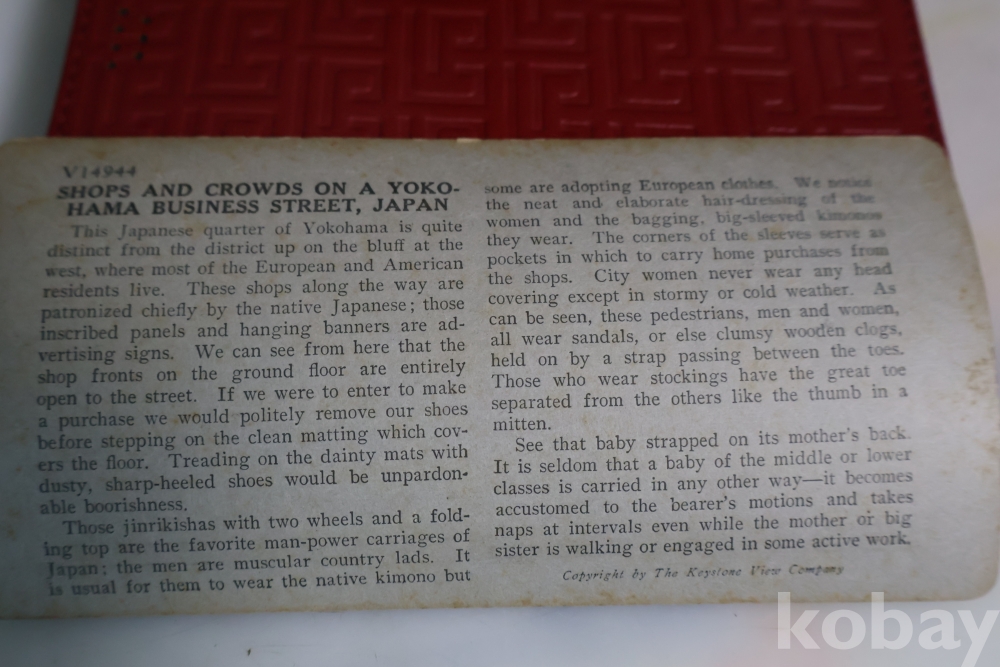 V14944
SHOPS AND CROWDS ON A YOKO-
HAMA BUSINESS STREET, JAPAN
This Japanese quarter of Yokohama is quite
distinct from the district up on the bluff at the
west, where most of the European and American
residents live. These shops along the way are
patronized chiefly by the native Japanese; those
inscribed panels and hanging banners are ad-
vertising signs. We can see from here that the
shop fronts on the ground floor are entirely
open to the street. If we were to enter to make
a purchase we would politely remove our shoes
before stepping on the clean matting which cov-
ers the floor. Treading on the dainty mats with
dusty, sharp-heeled shoes would be unpardon-
able boorishness.
Those jinrikishas with two wheels and a fold-
ing top are the favorite man-power carriages of
Japan; the men are muscular country lads. It
is usual for them to wear the native kimono but
some are adopting European clothes. We notice
the neat and elaborate hair-dressing of the
women and the bagging, big-sleeved kimonos
they wear. The corners of the sleeves serve as
pockets in which to carry home purchases from
the shops. City women never wear any head
covering except in stormy or cold weather. As
can be seen, these pedestrians, men and women,
all wear sandals, or else clumsy wooden clogs,
held on by a strap passing between the toes.
Those who wear stockings have the great toe
separated from the others like the thumb in a
mitten.
See that baby strapped on its mother's back.
It is seldom that a baby of the middle or lower
classes is carried in any other way—it becomes
accustomed to the bearer's motions and takes
naps at intervals even while the mother or big
sister is walking or engaged in some active work.
Copyright by The Keystone View Company
kobay